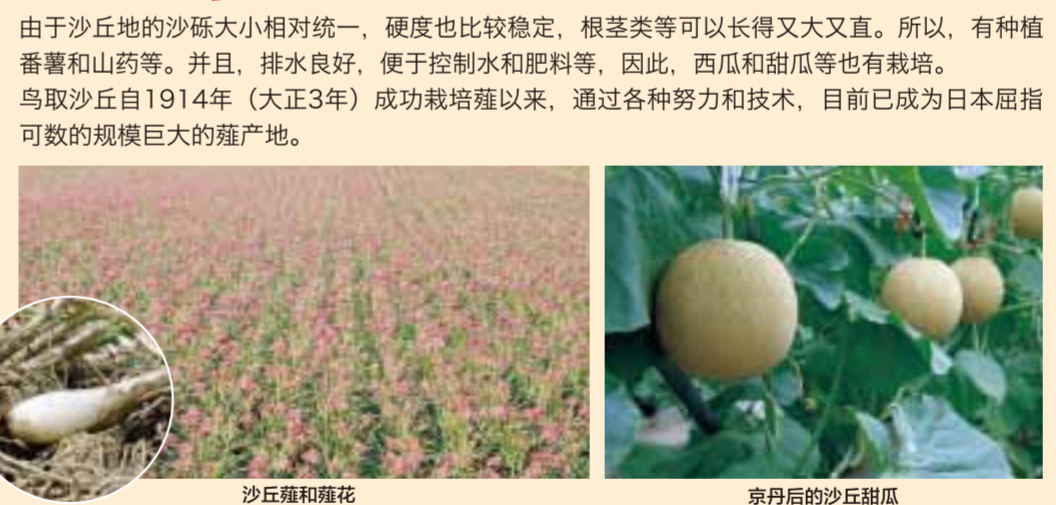 由于沙丘地的沙砾大小相对统一，硬度也比较稳定，根茎类等可以长得又大又直。所以，有种植
番薯和山药等。并且，排水良好，便于控制水和肥料等，因此，西瓜和甜瓜等也有栽培。
鸟取沙丘自1914年（大正3年）成功栽培薤以来，通过各种努力和技术，目前已成为日本屈指
可数的规模巨大的薤产地。
沙丘薤和薤花
京丹后的沙丘甜瓜